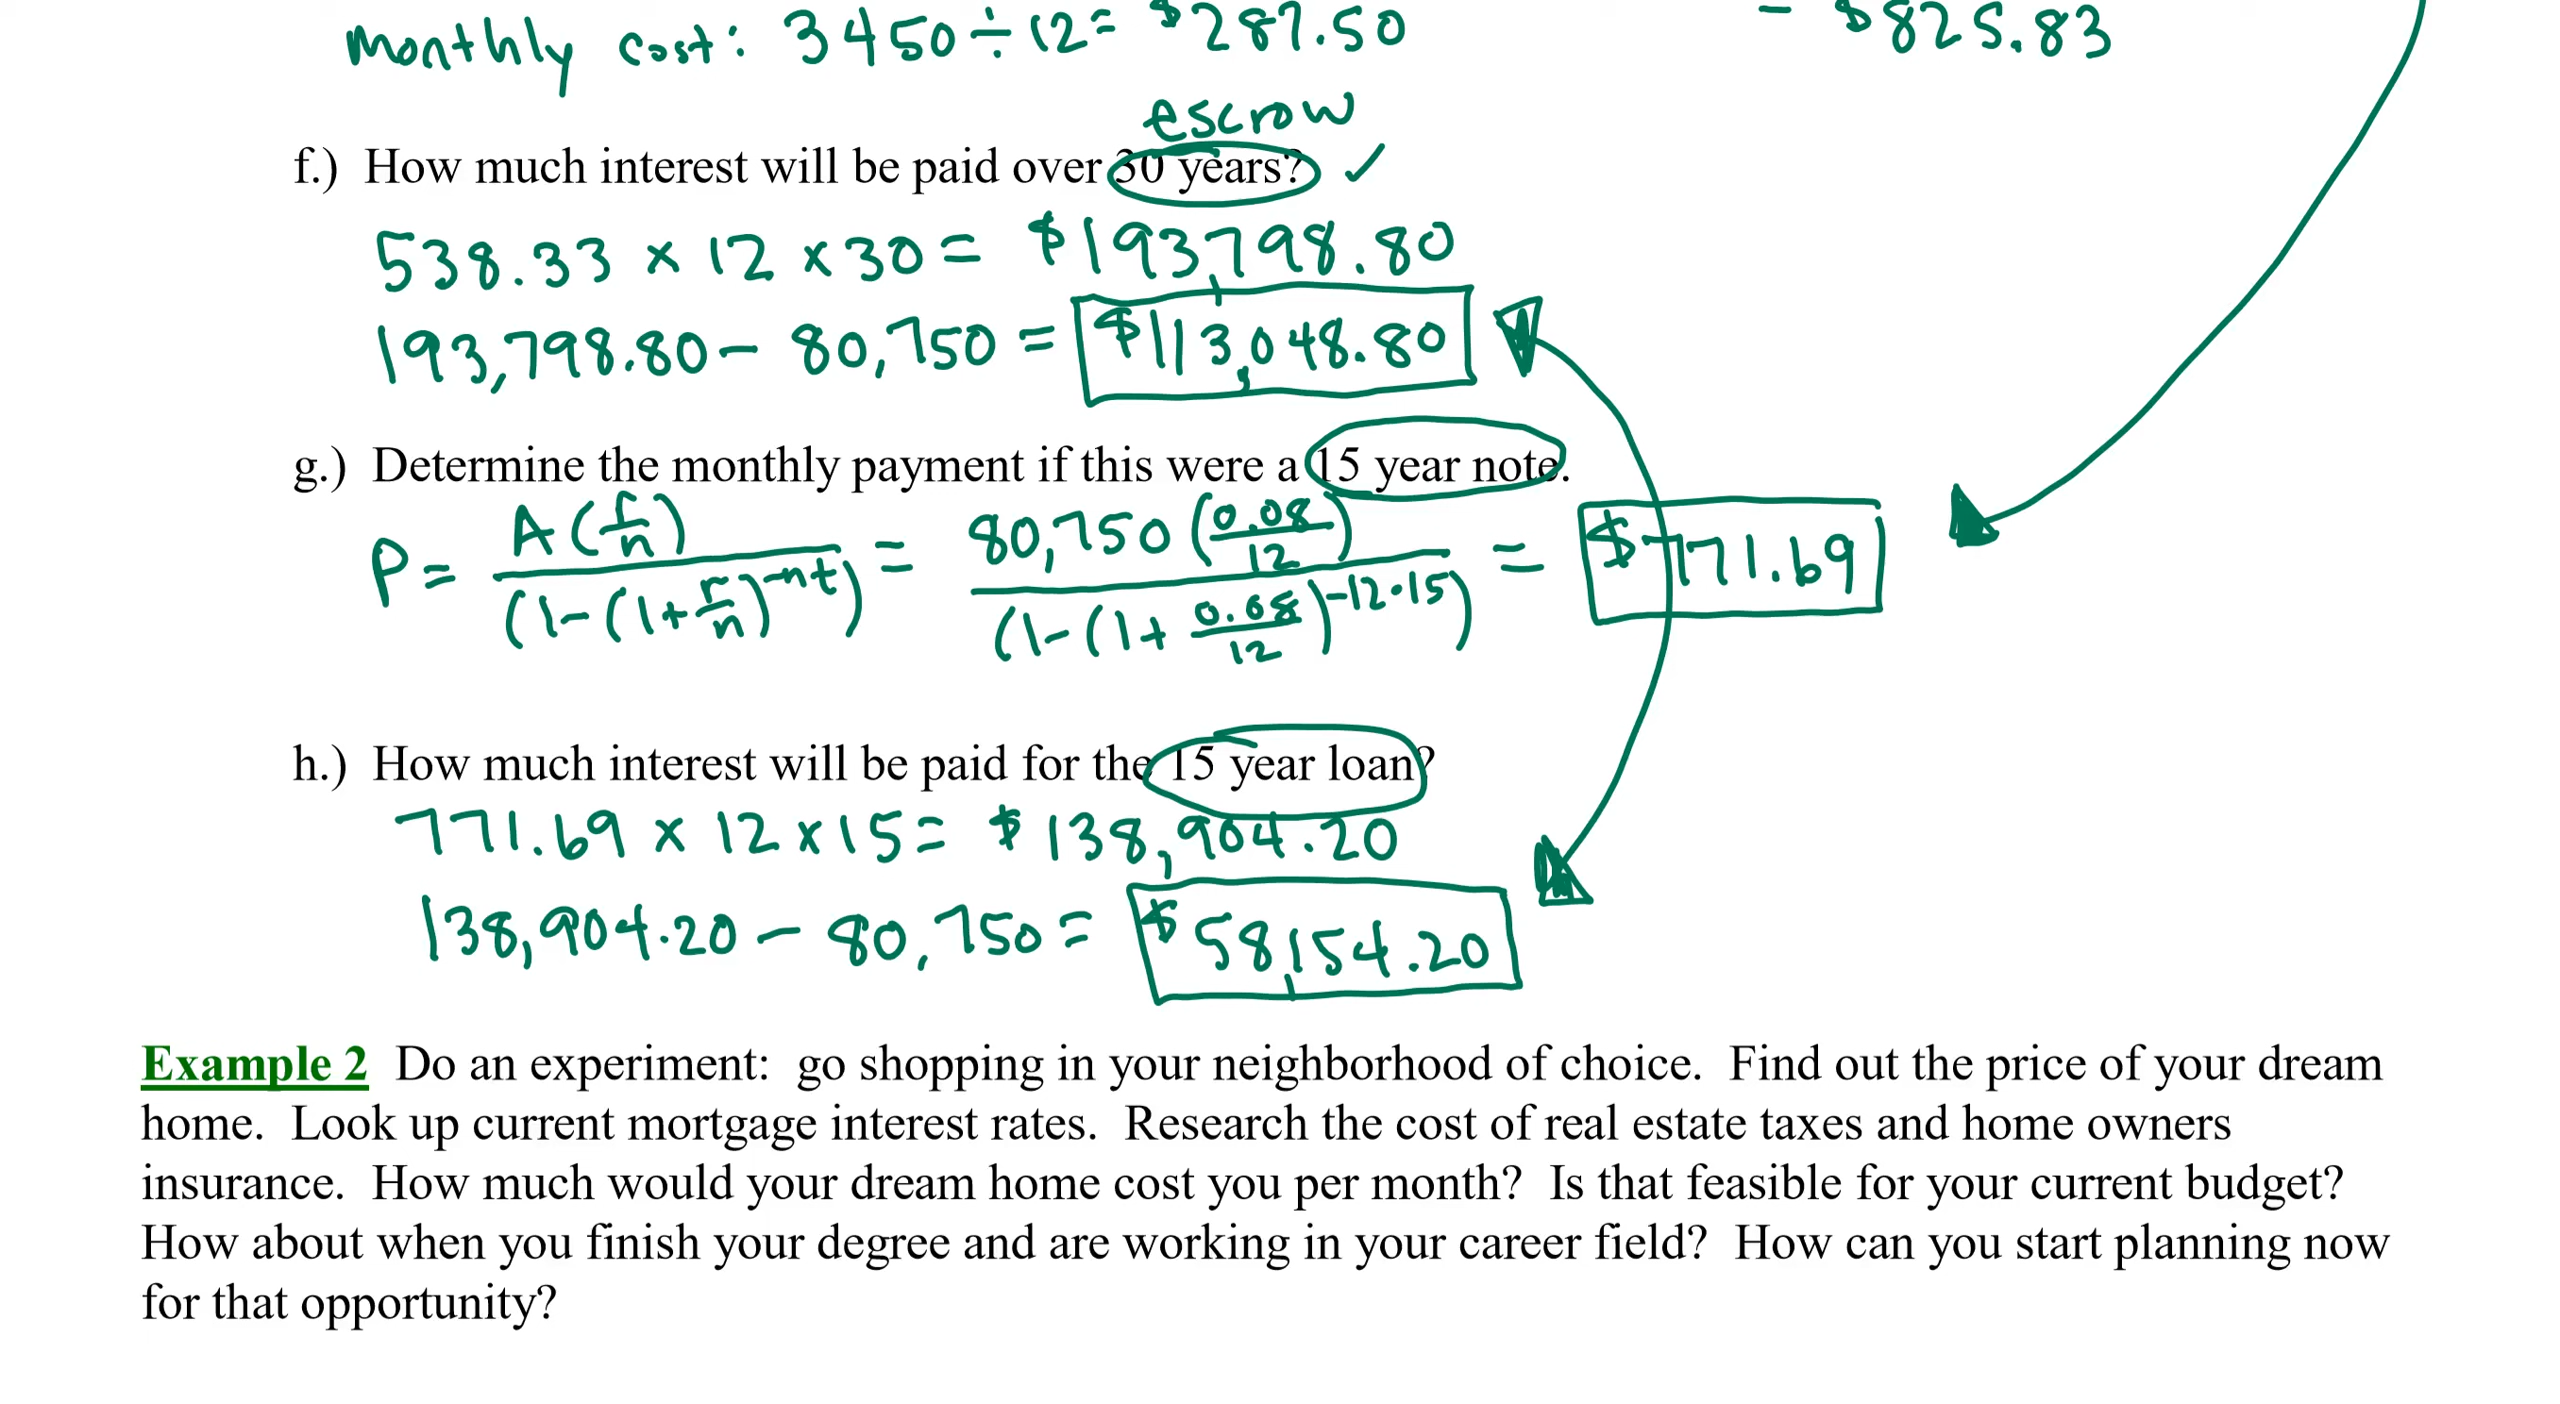 monthly cost: 3450 ÷ 12 = $287.50
= $825.83
escrow
f.) How much interest will be paid over 30 years? ✓
538.33 × 12 × 30 = $193,798.80
193,798.80 − 80,750 = $113,048.80
g.) Determine the monthly payment if this were a 15 year note.
P = A(r/n) / (1-(1+r/n)^-nt) = 80,750(0.08/12) / (1-(1+0.08/12)^-12·15) = $771.69
h.) How much interest will be paid for the 15 year loan?
771.69 × 12 × 15 = $138,904.20
138,904.20 − 80,750 = $58,154.20
Example 2 Do an experiment: go shopping in your neighborhood of choice. Find out the price of your dream
home. Look up current mortgage interest rates. Research the cost of real estate taxes and home owners
insurance. How much would your dream home cost you per month? Is that feasible for your current budget?
How about when you finish your degree and are working in your career field? How can you start planning now
for that opportunity?